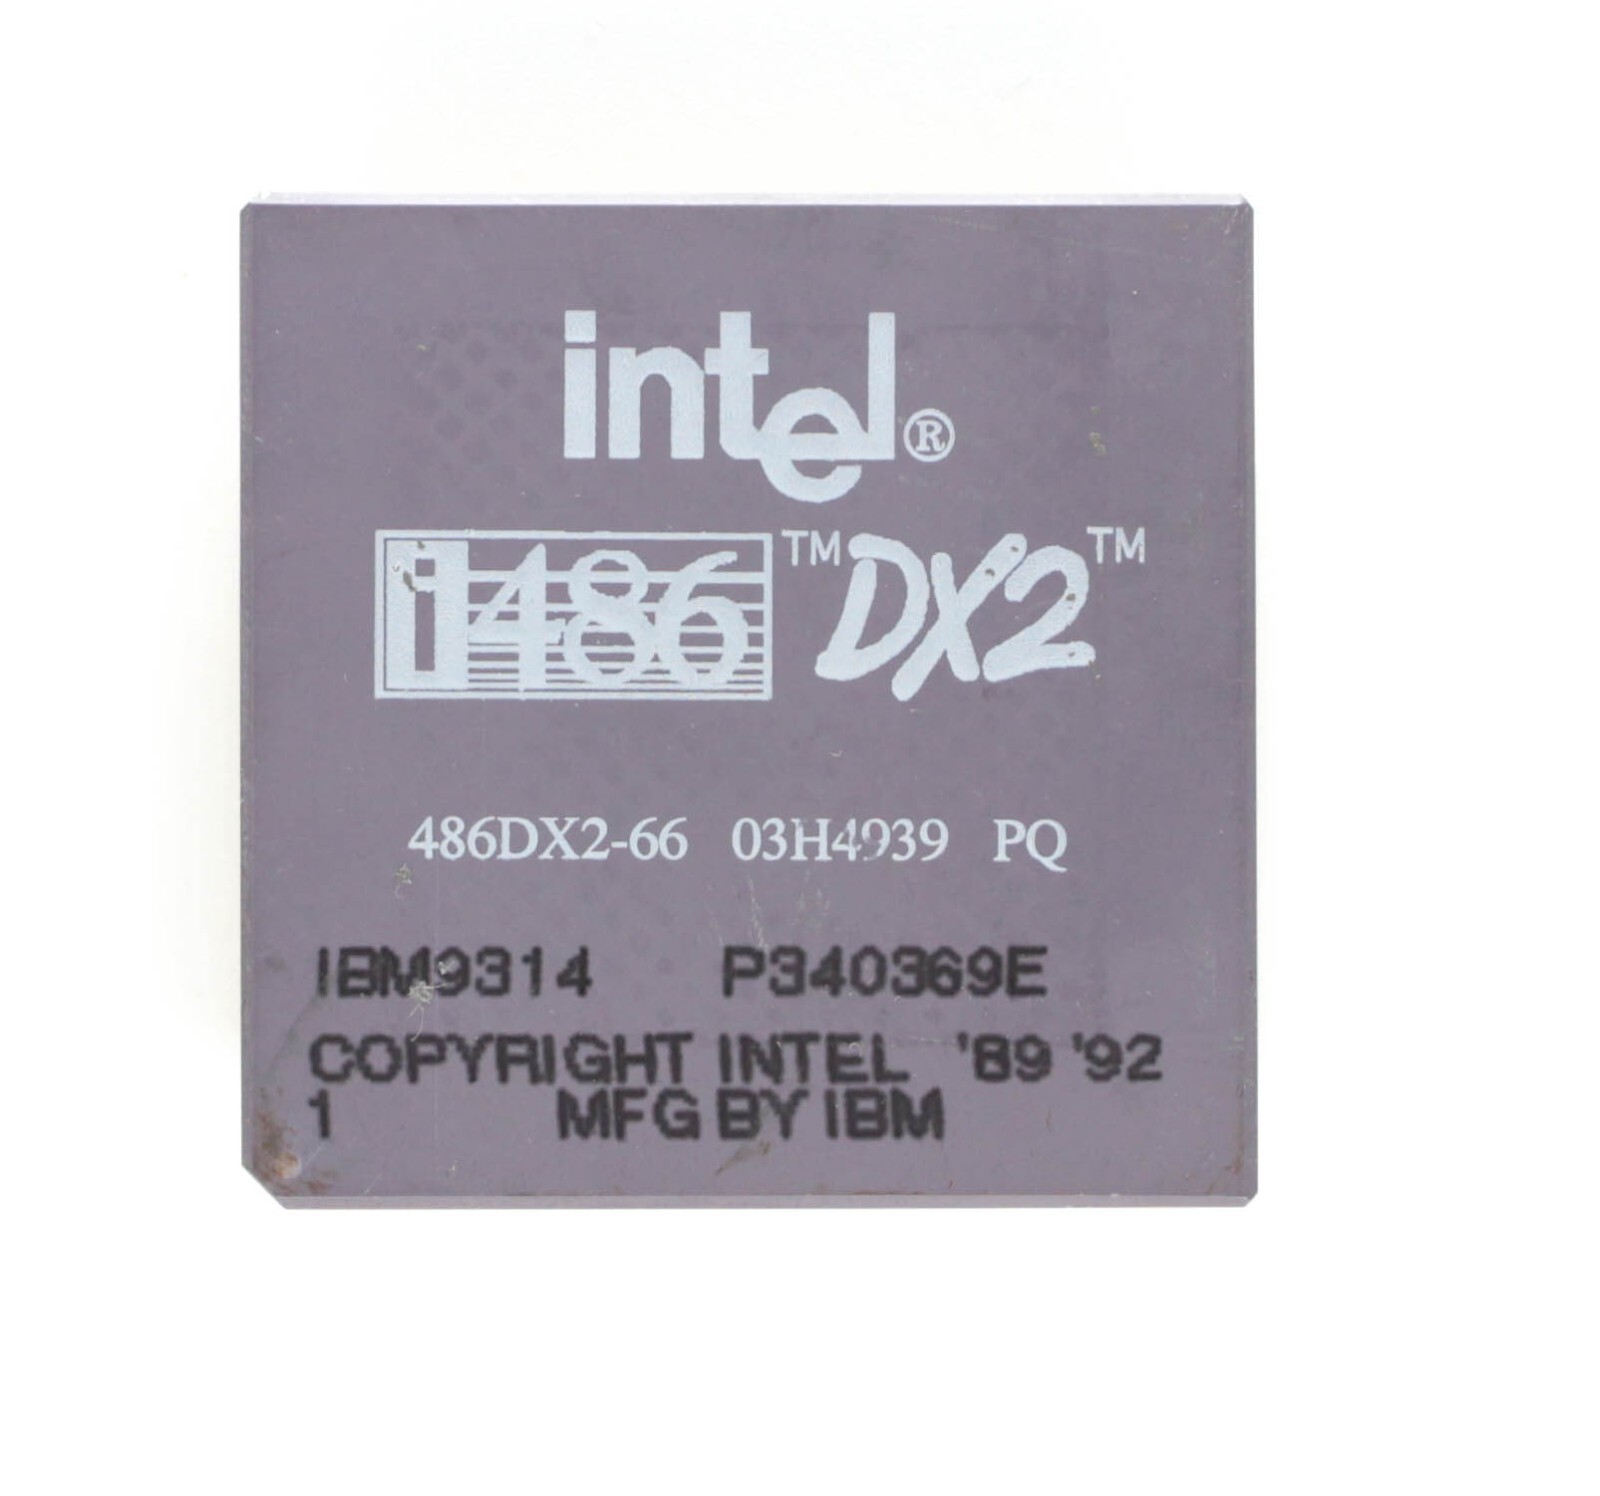 intel®
i486™ DX2™
486DX2-66 03H4939 PQ
IBM9314 P340369E
COPYRIGHT INTEL '89 '92
1 MFG BY IBM